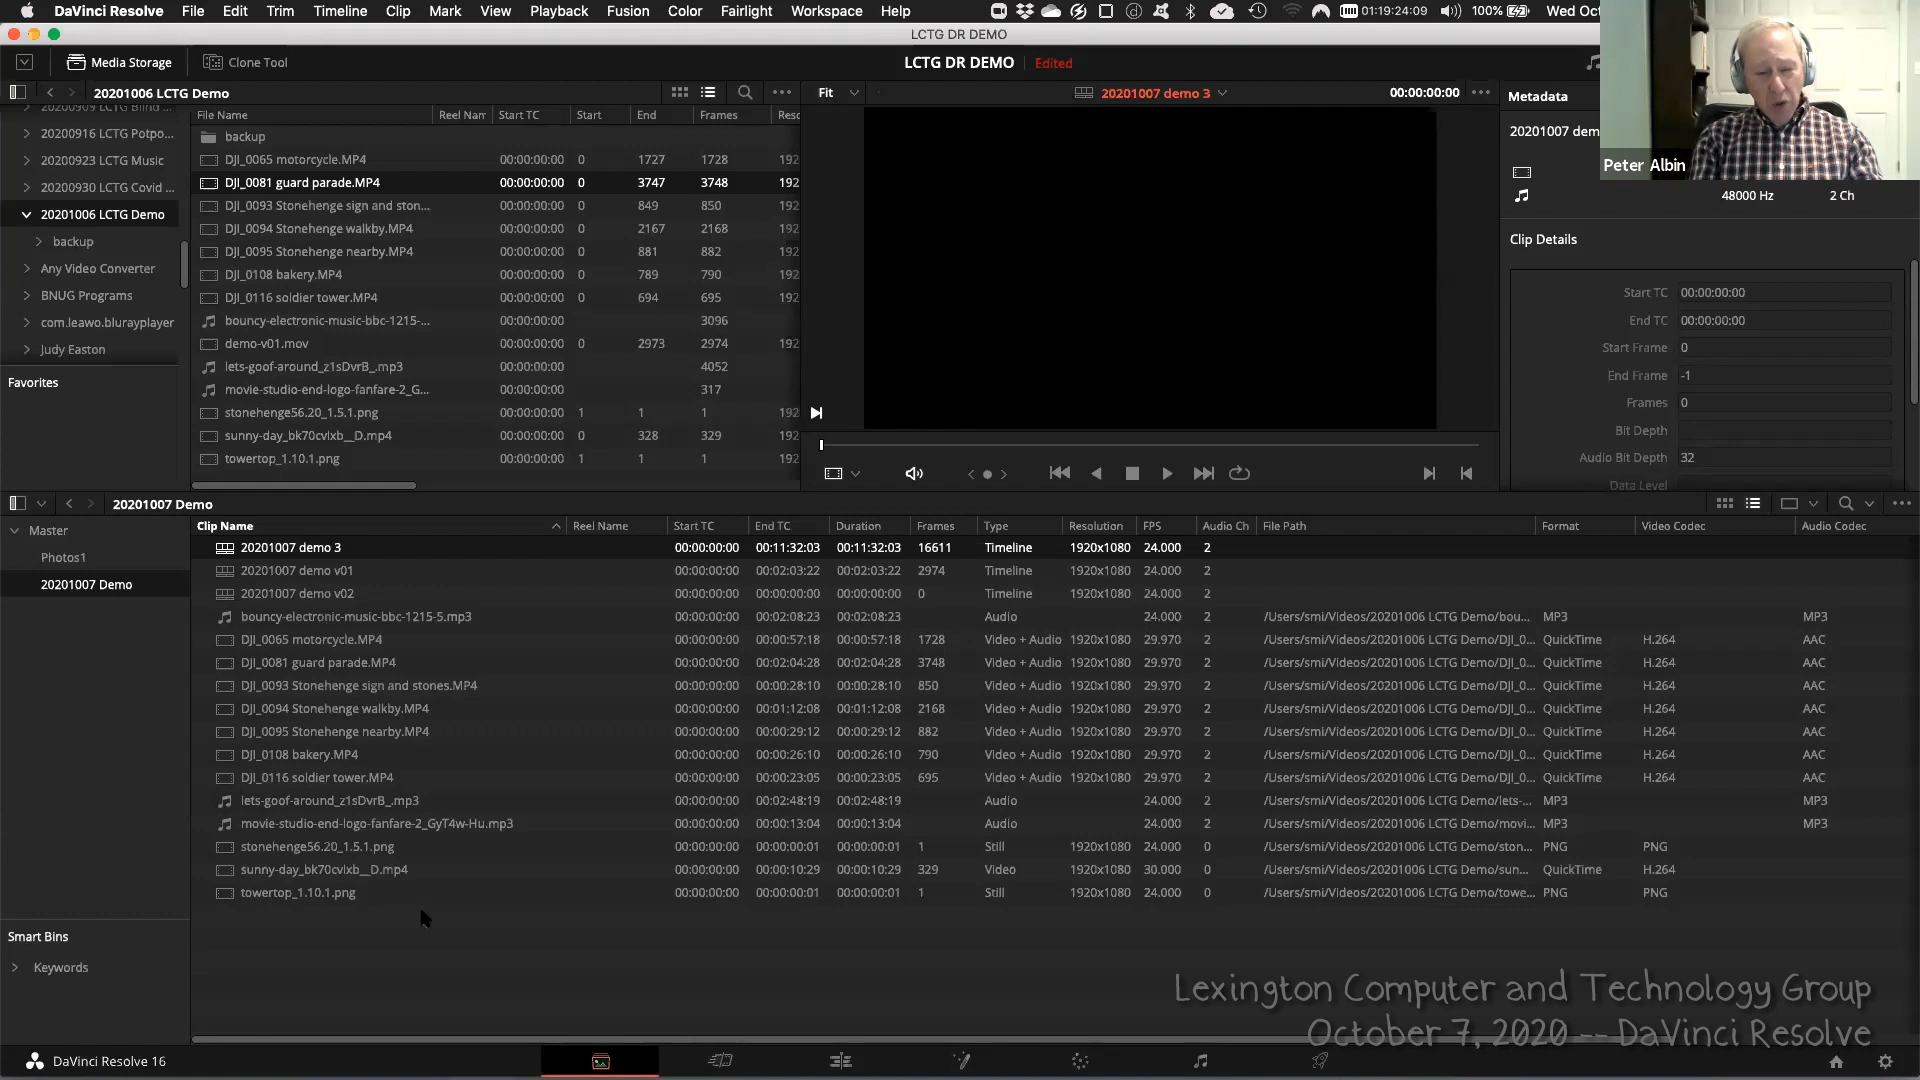 DaVinci Resolve File Edit Trim Timeline Clip Mark View Playback Fusion Color Fairlight Workspace Help 01:19:24:09 100% Wed Oct
LCTG DR DEMO
Media Storage Clone Tool LCTG DR DEMO Edited
20201006 LCTG Demo Fit 20201007 demo 3 00:00:00:00 Metadata
20201007 dem
Peter Albin
48000 Hz 2 Ch
20200909 LCTG Blind ...
20200916 LCTG Potpo...
20200923 LCTG Music
20200930 LCTG Covid ...
20201006 LCTG Demo
backup
Any Video Converter
BNUG Programs
com.leawo.blurayplayer
Judy Easton
Favorites
File Name Reel Nam Start TC Start End Frames Reso
backup
DJI_0065 motorcycle.MP4 00:00:00:00 0 1727 1728 192
DJI_0081 guard parade.MP4 00:00:00:00 0 3747 3748 192
DJI_0093 Stonehenge sign and ston... 00:00:00:00 0 849 850 192
DJI_0094 Stonehenge walkby.MP4 00:00:00:00 0 2167 2168 192
DJI_0095 Stonehenge nearby.MP4 00:00:00:00 0 881 882 192
DJI_0108 bakery.MP4 00:00:00:00 0 789 790 192
DJI_0116 soldier tower.MP4 00:00:00:00 0 694 695 192
bouncy-electronic-music-bbc-1215-... 00:00:00:00 3096
demo-v01.mov 00:00:00:00 0 2973 2974 192
lets-goof-around_z1sDvrB_.mp3 00:00:00:00 4052
movie-studio-end-logo-fanfare-2_G... 00:00:00:00 317
stonehenge56.20_1.5.1.png 00:00:00:00 1 1 1 192
sunny-day_bk70cvlxb__D.mp4 00:00:00:00 0 328 329 192
towertop_1.10.1.png 00:00:00:00 1 1 1 192
Clip Details
Start TC 00:00:00:00
End TC 00:00:00:00
Start Frame 0
End Frame -1
Frames 0
Bit Depth
Audio Bit Depth 32
Data Level
20201007 Demo
Master
Photos1
20201007 Demo
Smart Bins
Keywords
Clip Name Reel Name Start TC End TC Duration Frames Type Resolution FPS Audio Ch File Path Format Video Codec Audio Codec
20201007 demo 3 00:00:00:00 00:11:32:03 00:11:32:03 16611 Timeline 1920x1080 24.000 2
20201007 demo v01 00:00:00:00 00:02:03:22 00:02:03:22 2974 Timeline 1920x1080 24.000 2
20201007 demo v02 00:00:00:00 00:00:00:00 00:00:00:00 0 Timeline 1920x1080 24.000 2
bouncy-electronic-music-bbc-1215-5.mp3 00:00:00:00 00:02:08:23 00:02:08:23 Audio 24.000 2 /Users/smi/Videos/20201006 LCTG Demo/bou... MP3 MP3
DJI_0065 motorcycle.MP4 00:00:00:00 00:00:57:18 00:00:57:18 1728 Video + Audio 1920x1080 29.970 2 /Users/smi/Videos/20201006 LCTG Demo/DJI_0... QuickTime H.264 AAC
DJI_0081 guard parade.MP4 00:00:00:00 00:02:04:28 00:02:04:28 3748 Video + Audio 1920x1080 29.970 2 /Users/smi/Videos/20201006 LCTG Demo/DJI_0... QuickTime H.264 AAC
DJI_0093 Stonehenge sign and stones.MP4 00:00:00:00 00:00:28:10 00:00:28:10 850 Video + Audio 1920x1080 29.970 2 /Users/smi/Videos/20201006 LCTG Demo/DJI_0... QuickTime H.264 AAC
DJI_0094 Stonehenge walkby.MP4 00:00:00:00 00:01:12:08 00:01:12:08 2168 Video + Audio 1920x1080 29.970 2 /Users/smi/Videos/20201006 LCTG Demo/DJI_0... QuickTime H.264 AAC
DJI_0095 Stonehenge nearby.MP4 00:00:00:00 00:00:29:12 00:00:29:12 882 Video + Audio 1920x1080 29.970 2 /Users/smi/Videos/20201006 LCTG Demo/DJI_0... QuickTime H.264 AAC
DJI_0108 bakery.MP4 00:00:00:00 00:00:26:10 00:00:26:10 790 Video + Audio 1920x1080 29.970 2 /Users/smi/Videos/20201006 LCTG Demo/DJI_0... QuickTime H.264 AAC
DJI_0116 soldier tower.MP4 00:00:00:00 00:00:23:05 00:00:23:05 695 Video + Audio 1920x1080 29.970 2 /Users/smi/Videos/20201006 LCTG Demo/DJI_0... QuickTime H.264 AAC
lets-goof-around_z1sDvrB_.mp3 00:00:00:00 00:02:48:19 00:02:48:19 Audio 24.000 2 /Users/smi/Videos/20201006 LCTG Demo/lets-... MP3 MP3
movie-studio-end-logo-fanfare-2_GyT4w-Hu.mp3 00:00:00:00 00:00:13:04 00:00:13:04 Audio 24.000 2 /Users/smi/Videos/20201006 LCTG Demo/movi... MP3 MP3
stonehenge56.20_1.5.1.png 00:00:00:00 00:00:00:01 00:00:00:01 1 Still 1920x1080 24.000 0 /Users/smi/Videos/20201006 LCTG Demo/ston... PNG PNG
sunny-day_bk70cvlxb__D.mp4 00:00:00:00 00:00:10:29 00:00:10:29 329 Video 1920x1080 30.000 0 /Users/smi/Videos/20201006 LCTG Demo/sun... QuickTime H.264
towertop_1.10.1.png 00:00:00:00 00:00:00:01 00:00:00:01 1 Still 1920x1080 24.000 0 /Users/smi/Videos/20201006 LCTG Demo/towe... PNG PNG
Lexington Computer and Technology Group
October 7, 2020 -- DaVinci Resolve
DaVinci Resolve 16